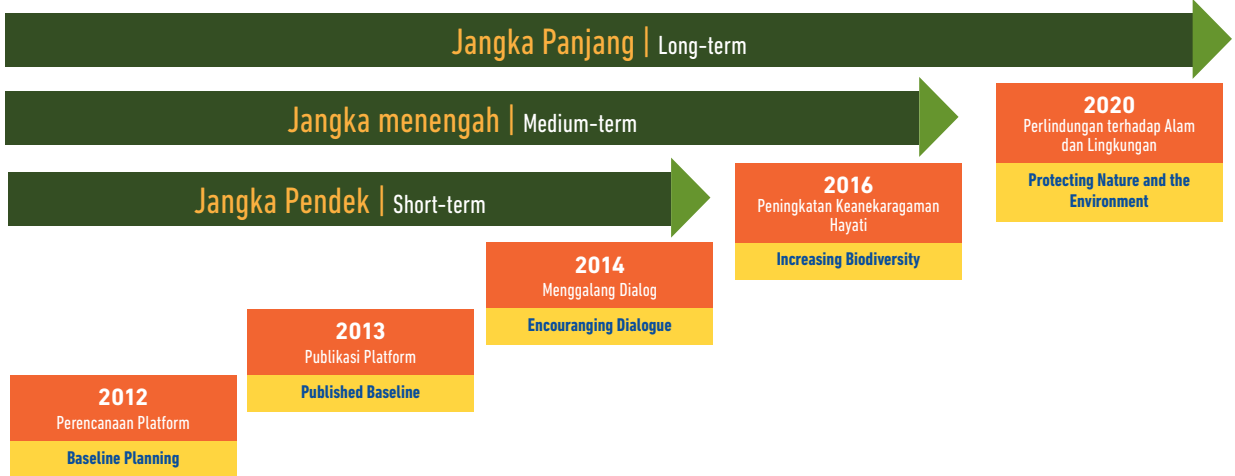 Jangka Panjang | Long-term
Jangka menengah | Medium-term
Jangka Pendek | Short-term
2020
Perlindungan terhadap Alam
dan Lingkungan
Protecting Nature and the
Environment
2016
Peningkatan Keanekaragaman
Hayati
Increasing Biodiversity
2014
Menggalang Dialog
Encouranging Dialogue
2013
Publikasi Platform
Published Baseline
2012
Perencanaan Platform
Baseline Planning